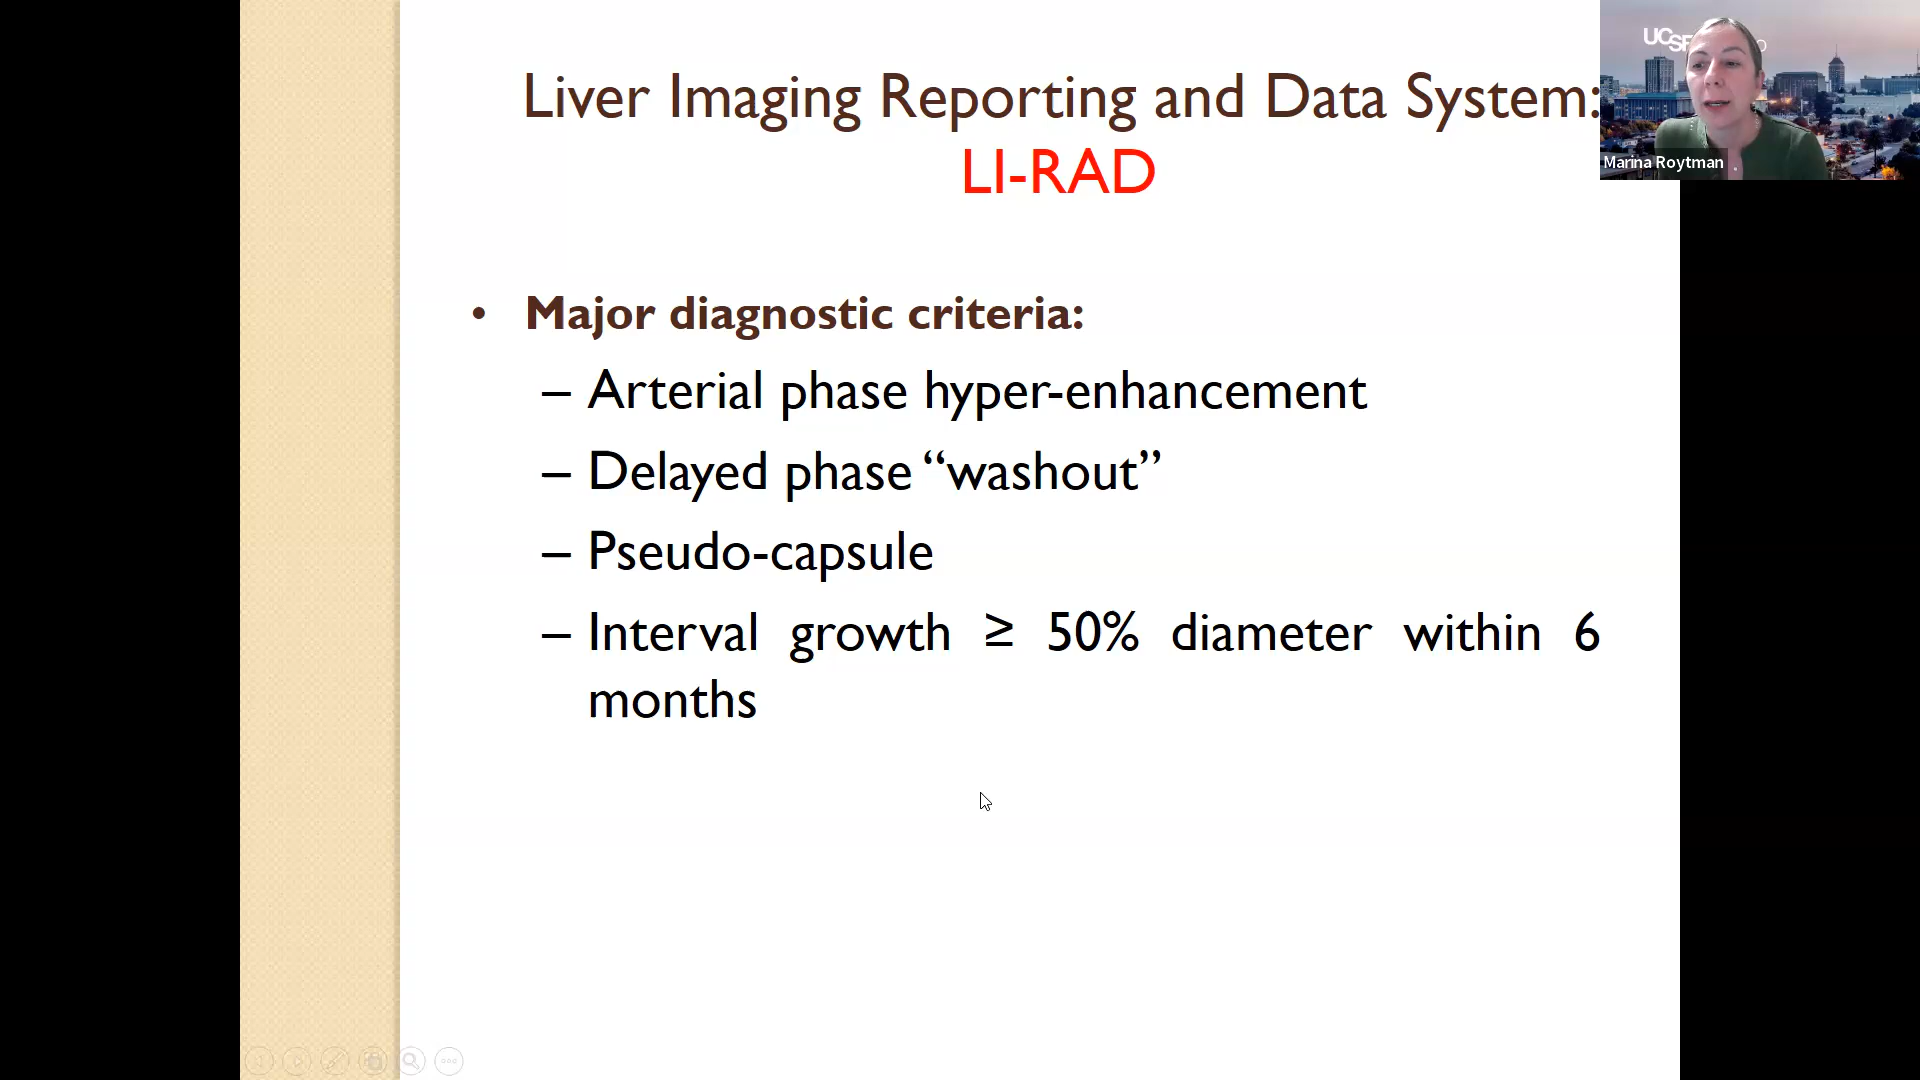 Liver Imaging Reporting and Data System:
LI-RAD
• Major diagnostic criteria:
– Arterial phase hyper-enhancement
– Delayed phase “washout”
– Pseudo-capsule
– Interval growth ≥ 50% diameter within 6
months
UCSF
Marina Roytman